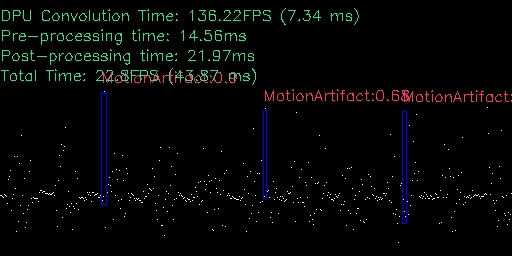 DPU Convolution Time: 136.22FPS (7.34 ms)
Pre-processing time: 14.56ms
Post-processing time: 21.97ms
Total Time: 22.8FPS (43.87 ms)
MotionArtifact:0.9
MotionArtifact:0.68
MotionArtifact: